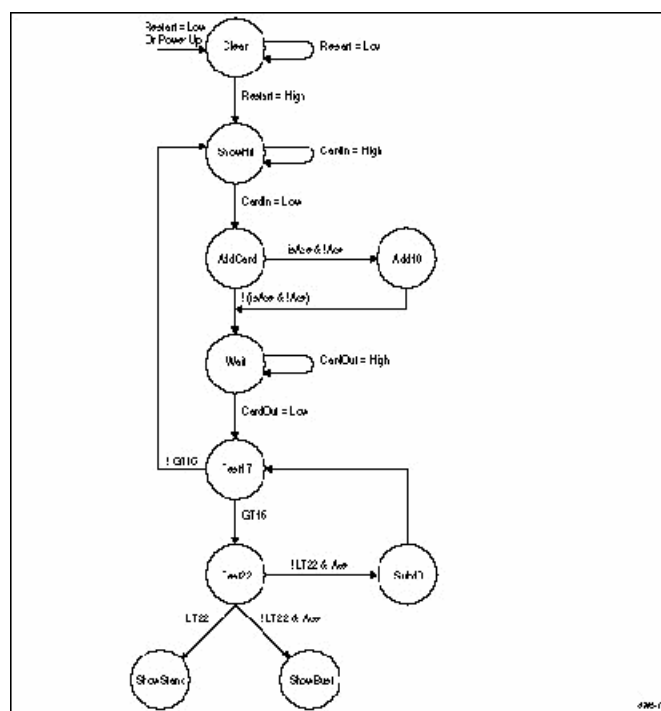 Restart = Low
Or Power Up
Clear
Restart = Low
Restart = High
ShowHit
CardIn = High
CardIn = Low
AddCard
isAce & !Ace
Add10
! (isAce & !Ace)
Wait
CardOut = High
CardOut = Low
! GT16
Test17
GT16
Test22
! LT22 & Ace
Sub10
LT22
! LT22 & Ace
ShowStand
ShowBust